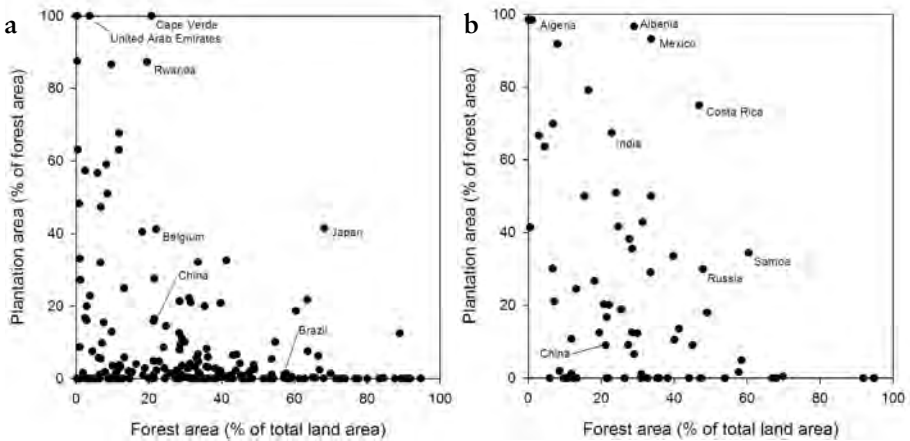 a
Plantation area (% of forest area)
100
80
60
40
20
0
Cape Verde
United Arab Emirates
Rwanda
Belgium
Japan
China
Brazil
0 20 40 60 80 100
Forest area (% of total land area)
b
Plantation area (% of forest area)
100
80
60
40
20
0
Algeria
Albania
Mexico
Costa Rica
India
Samoa
Russia
China
0 20 40 60 80 100
Forest area (% of total land area)